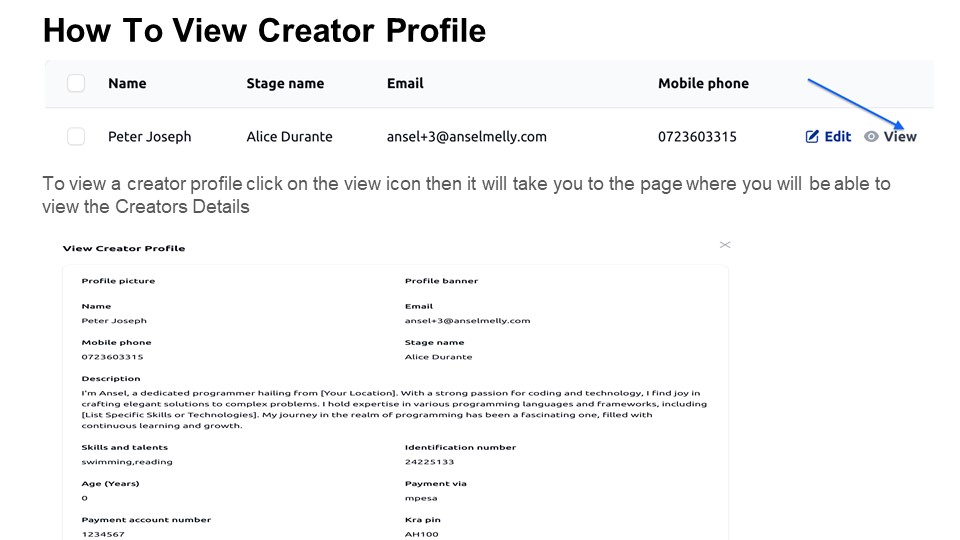 How To View Creator Profile
Name Stage name Email Mobile phone
Peter Joseph Alice Durante ansel+3@anselmelly.com 0723603315 Edit View
To view a creator profile click on the view icon then it will take you to the page where you will be able to
view the Creators Details
View Creator Profile
Profile picture Profile banner
Name Email
Peter Joseph ansel+3@anselmelly.com
Mobile phone Stage name
0723603315 Alice Durante
Description
I'm Ansel, a dedicated programmer hailing from [Your Location]. With a strong passion for coding and technology, I find joy in
crafting elegant solutions to complex problems. I hold expertise in various programming languages and frameworks, including
[List Specific Skills or Technologies]. My journey in the realm of programming has been a fascinating one, filled with
continuous learning and growth.
Skills and talents Identification number
swimming,reading 24225133
Age (Years) Payment via
0 mpesa
Payment account number Kra pin
1234567 AH100